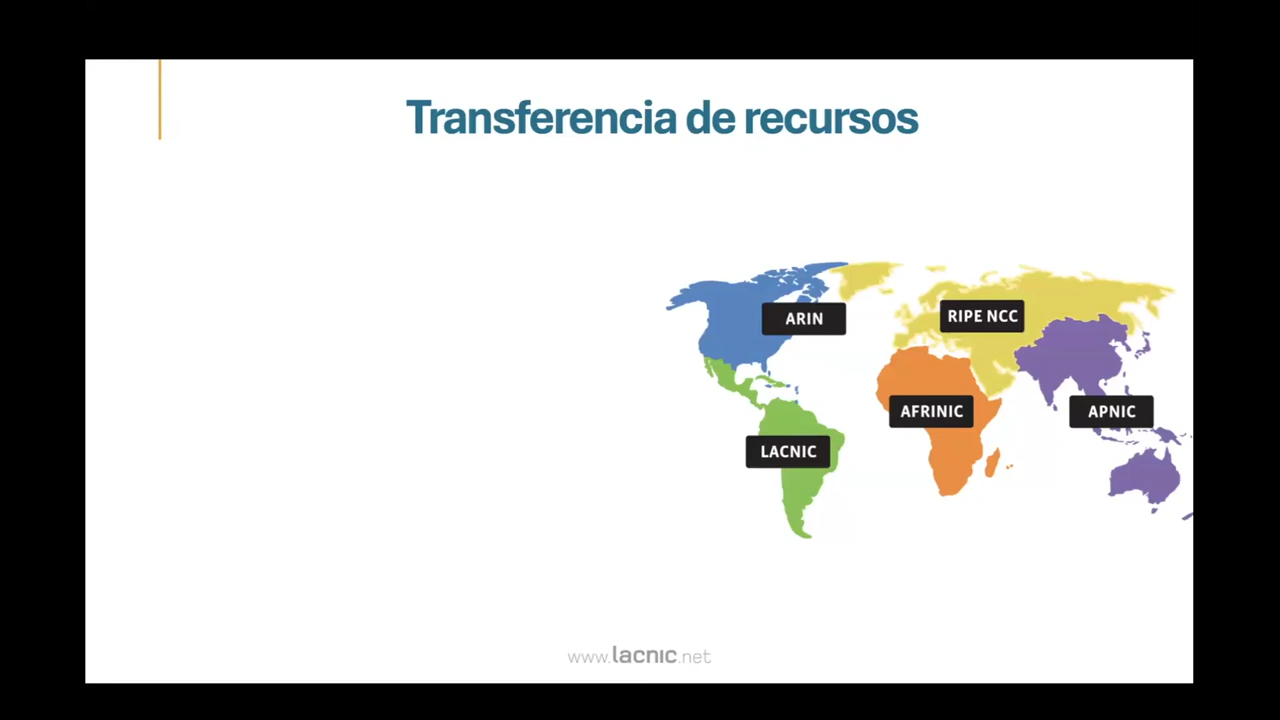 Transferencia de recursos
ARIN
RIPE NCC
AFRINIC
APNIC
LACNIC
www.lacnic.net